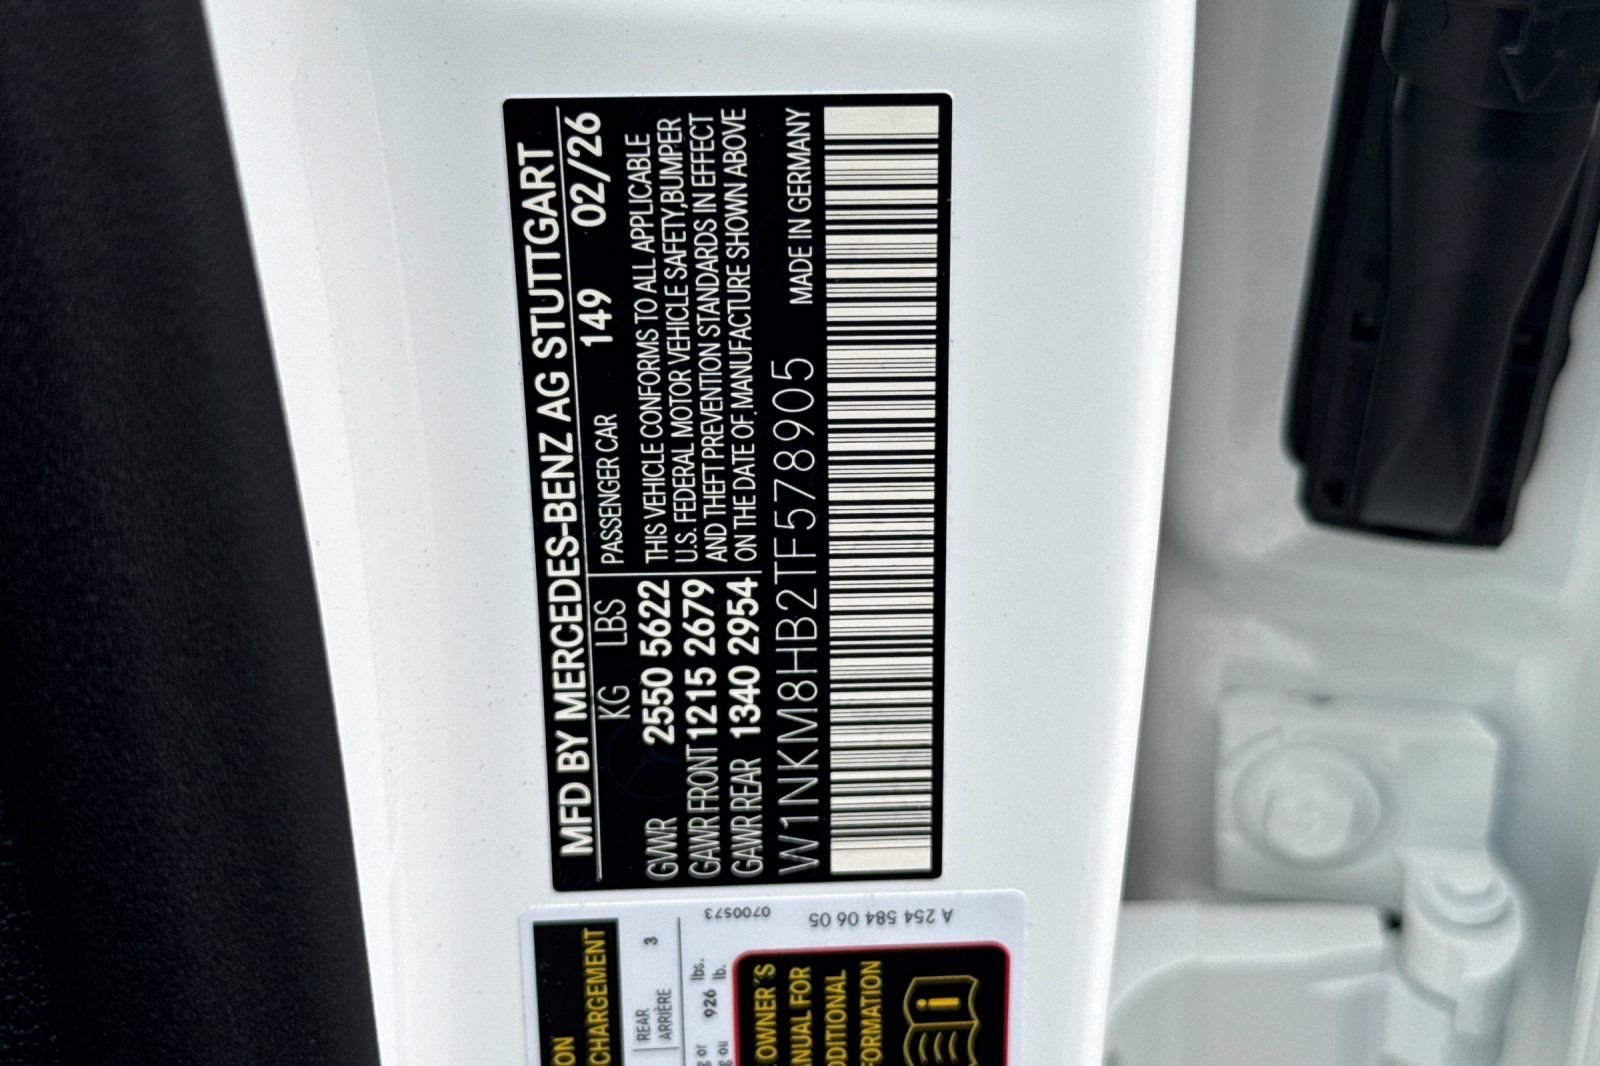 MFD BY MERCEDES-BENZ AG STUTTGART
KG LBS PASSENGER CAR 149 02/26
GVWR 2550 5622
GAWR FRONT 1215 2679
GAWR REAR 1340 2954
THIS VEHICLE CONFORMS TO ALL APPLICABLE
U.S. FEDERAL MOTOR VEHICLE SAFETY,BUMPER
AND THEFT PREVENTION STANDARDS IN EFFECT
ON THE DATE OF MANUFACTURE SHOWN ABOVE
W1NKM8HB2TF578905 MADE IN GERMANY
A 254 584 06 05
0700573
CHARGEMENT
REAR 3
ARRIÈRE
or 926 lbs.
ou lb.
OWNER'S
FOR